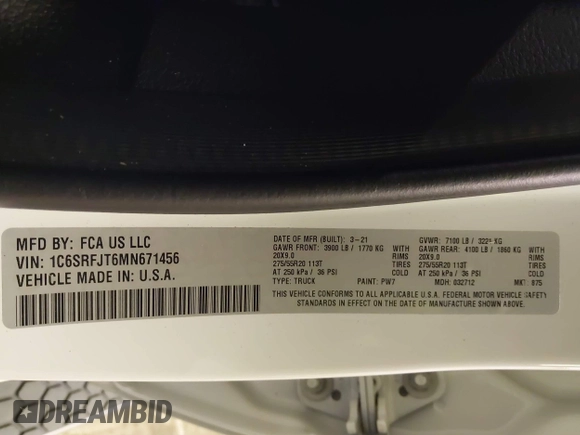 MFD BY: FCA US LLC
VIN: 1C6SRFJT6MN671456
VEHICLE MADE IN: U.S.A.
DATE OF MFR (BUILT): 3-21
GAWR FRONT: 3900 LB / 1770 KG WITH
20X9.0 RIMS
275/55R20 113T TIRES
AT 250 kPa / 36 PSI COLD
TYPE: TRUCK PAINT: PW7
GVWR: 7100 LB / 322 KG
GAWR REAR: 4100 LB / 1860 KG WITH
20X9.0 RIMS
275/55R20 113T TIRES
AT 250 kPa / 36 PSI COLD
MDH: 032712 MKT: 875
THIS VEHICLE CONFORMS TO ALL APPLICABLE U.S.A. FEDERAL MOTOR VEHICLE SAFETY
STANDARDS IN EFFECT ON THE DATE OF MANUFACTURE SHOWN ABOVE.
DREAMBID